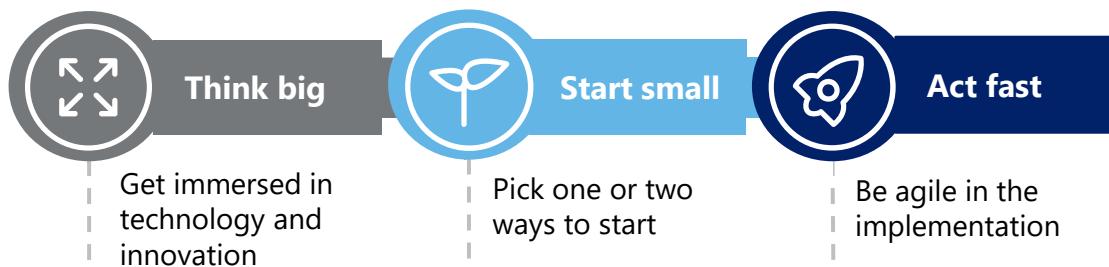 Think big
Get immersed in
technology and
innovation
Start small
Pick one or two
ways to start
Act fast
Be agile in the
implementation